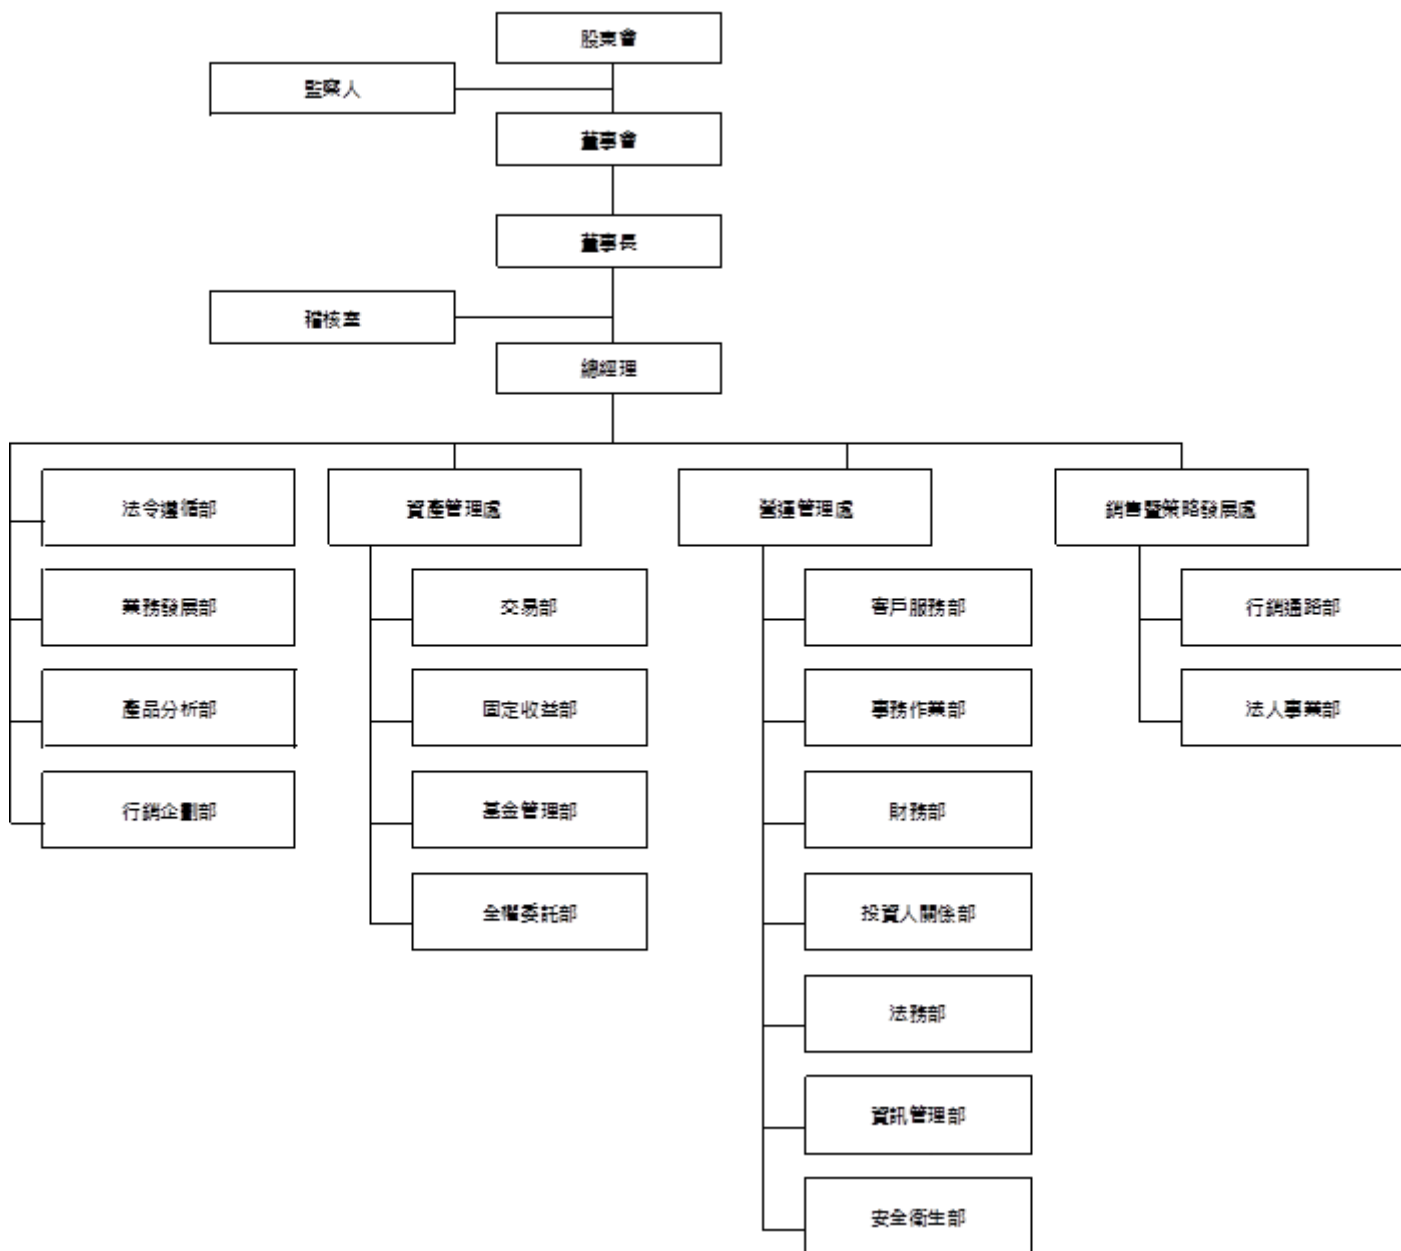 股東會
監察人
董事會
董事長
稽核室
總經理
法令遵循部
資產管理處
營運管理處
銷售暨策略發展處
業務發展部
交易部
客戶服務部
行銷通路部
產品分析部
固定收益部
事務作業部
法人事業部
行銷企劃部
基金管理部
財務部
全權委託部
投資人關係部
法務部
資訊管理部
安全衛生部